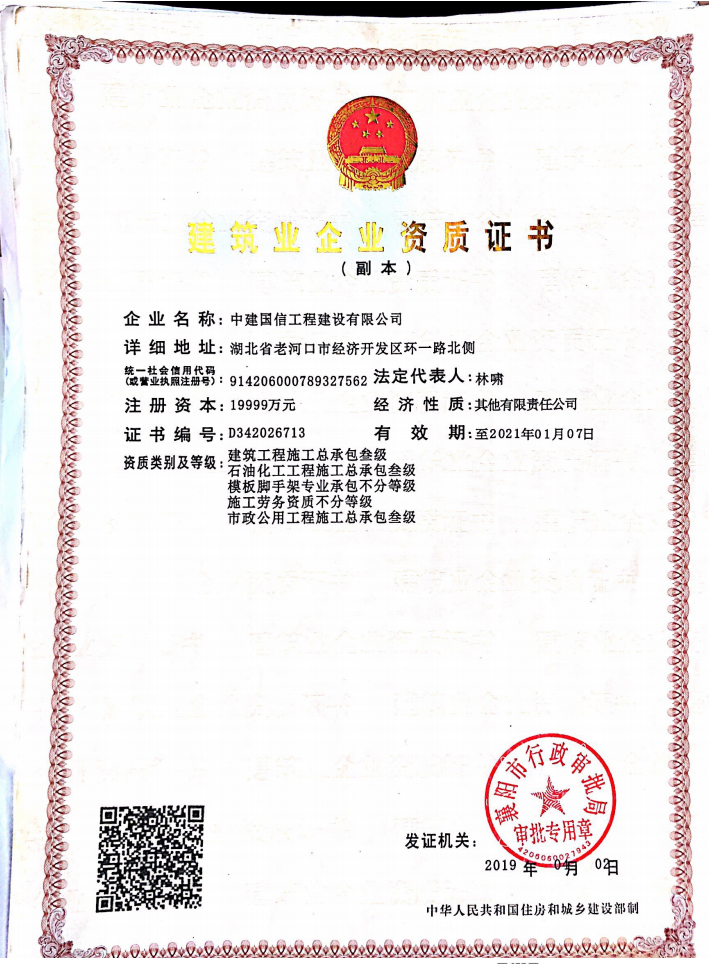 建筑业企业资质证书
(副本)
企业名称:中建国信工程建设有限公司
详细地址:湖北省老河口市经济开发区环一路北侧
统一社会信用代码
(或营业执照注册号):914206000789327562 法定代表人:林啸
注册资本:19999万元 经济性质:其他有限责任公司
证书编号:D342026713 有效期:至2021年01月07日
资质类别及等级:建筑工程施工总承包叁级
石油化工工程施工总承包叁级
模板脚手架专业承包不分等级
施工劳务资质不分等级
市政公用工程施工总承包叁级
襄阳市行政审批局
审批专用章
4206060027943
发证机关:
2019年04月02日
中华人民共和国住房和城乡建设部制